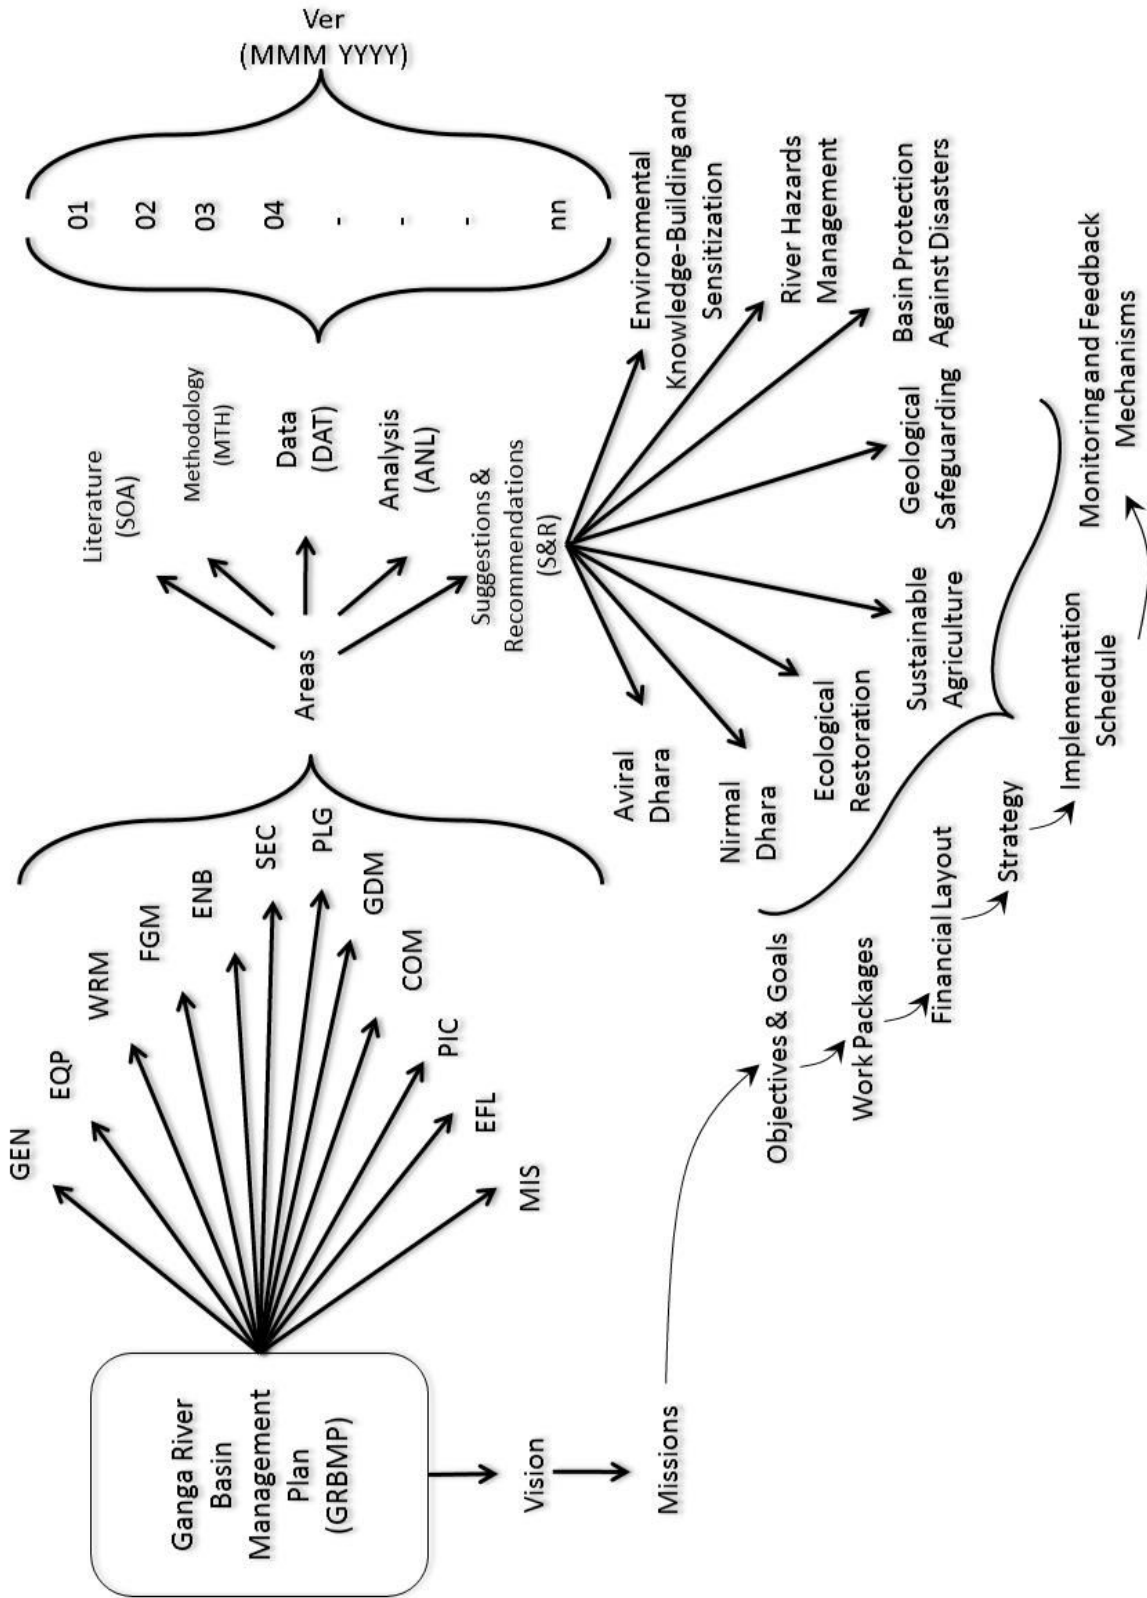 Ganga River
Basin
Management
Plan
(GRBMP)
GEN
EQP
WRM
FGM
ENB
SEC
PLG
GDM
COM
PIC
EFL
MIS
Areas
Literature
(SOA)
Methodology
(MTH)
Data
(DAT)
Analysis
(ANL)
Suggestions &
Recommendations
(S&R)
01
02
03
04
-
-
-
nn
Ver
(MMM YYYY)
Aviral
Dhara
Nirmal
Dhara
Ecological
Restoration
Sustainable
Agriculture
Geological
Safeguarding
Basin Protection
Against Disasters
River Hazards
Management
Environmental
Knowledge-Building and
Sensitization
Vision
Missions
Objectives & Goals
Work Packages
Financial Layout
Strategy
Implementation
Schedule
Monitoring and Feedback
Mechanisms